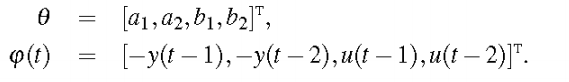 θ = [a₁, a₂, b₁, b₂]ᵀ,
φ(t) = [−y(t−1), −y(t−2), u(t−1), u(t−2)]ᵀ.